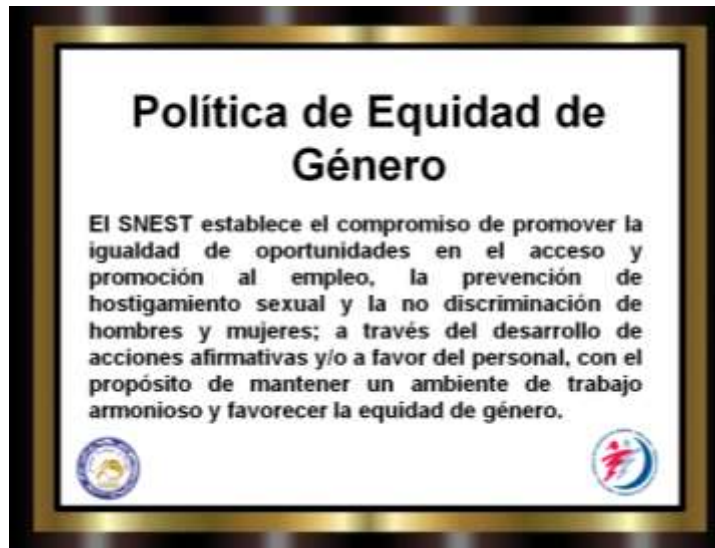 Política de Equidad de
Género
El SNEST establece el compromiso de promover la
igualdad de oportunidades en el acceso y
promoción al empleo, la prevención de
hostigamiento sexual y la no discriminación de
hombres y mujeres; a través del desarrollo de
acciones afirmativas y/o a favor del personal, con el
propósito de mantener un ambiente de trabajo
armonioso y favorecer la equidad de género.